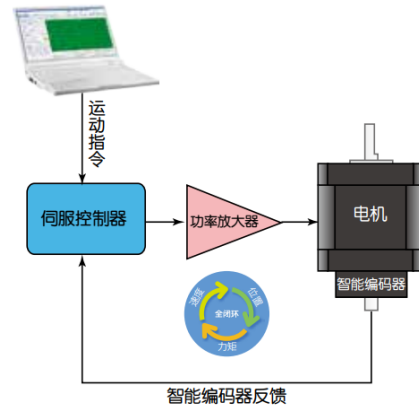 运动指令
伺服控制器
功率放大器
电机
智能编码器
速度
位置
全闭环
力矩
智能编码器反馈